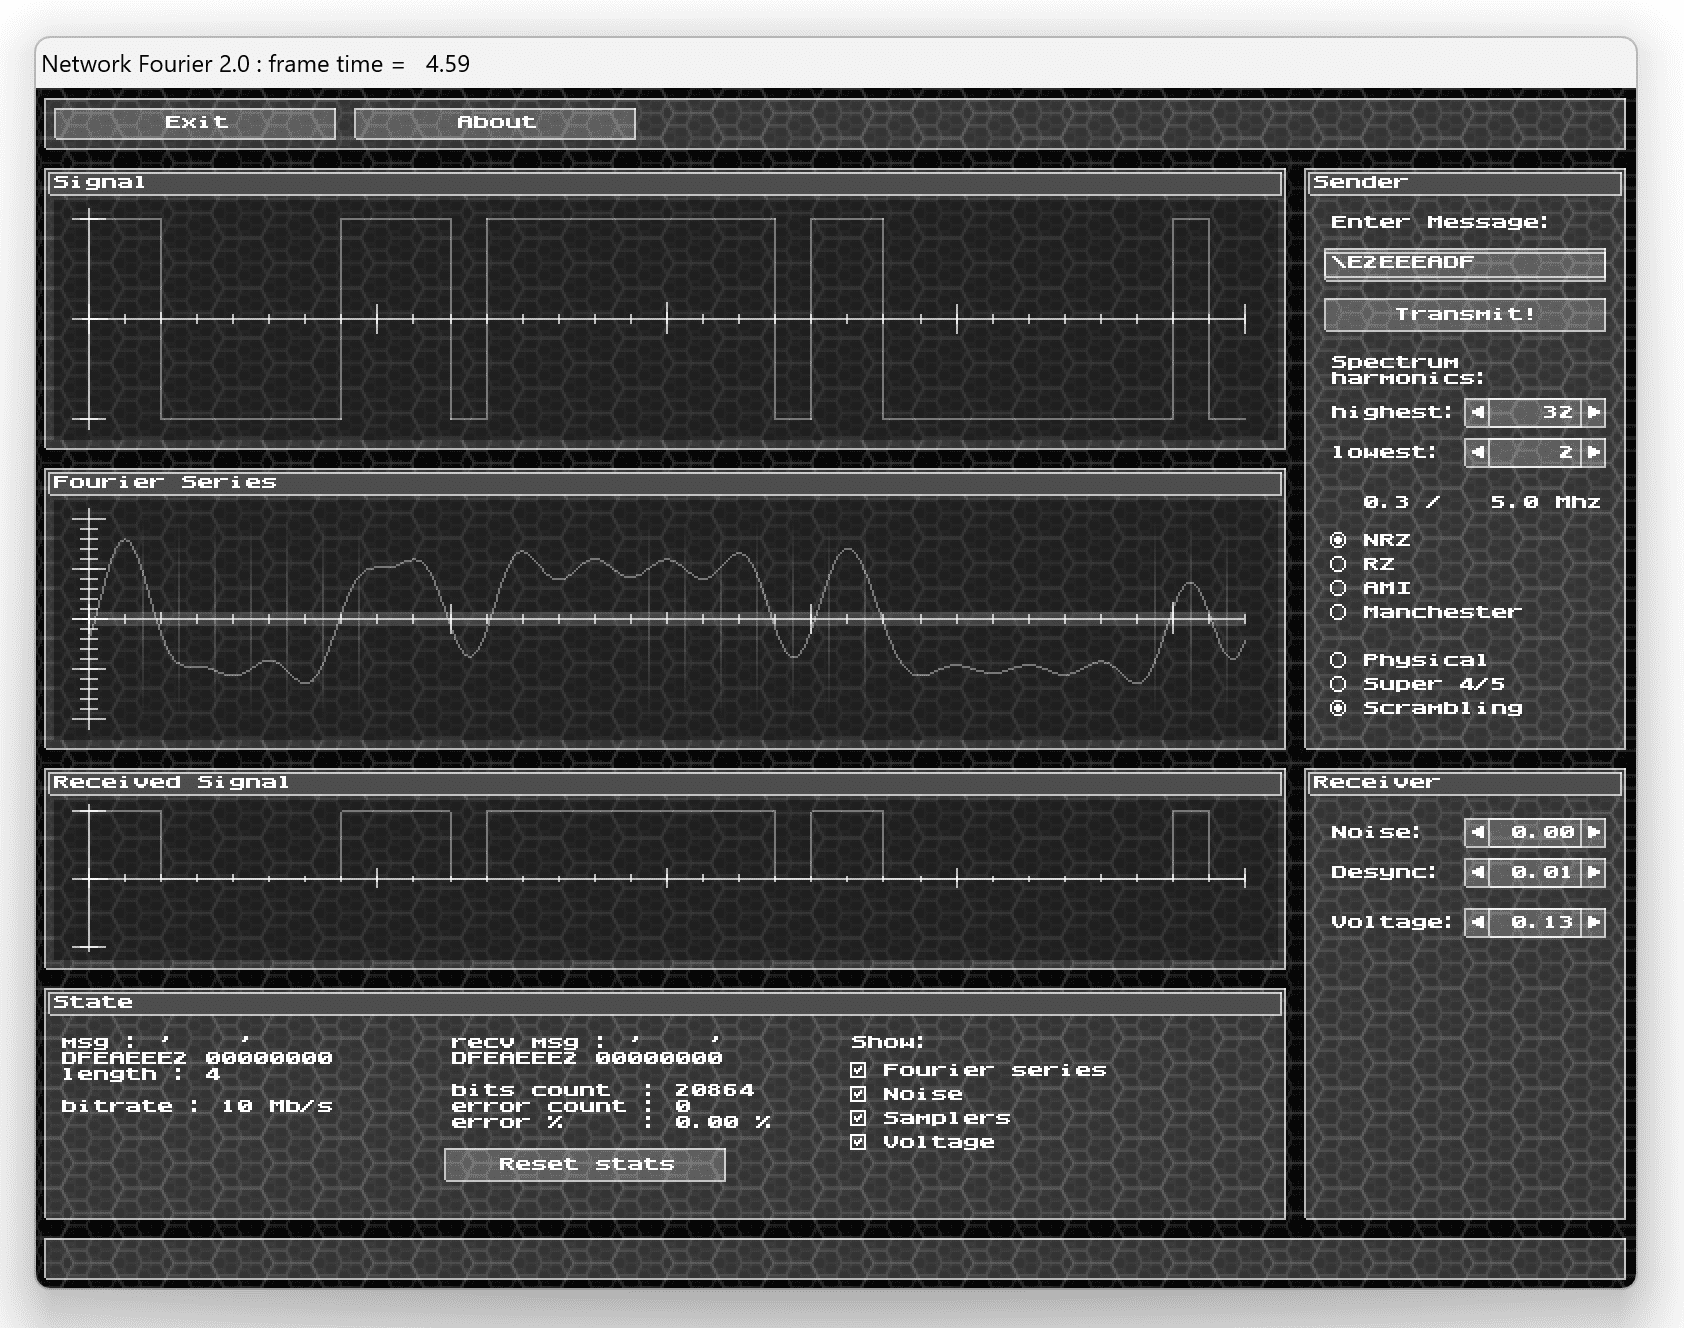 Network Fourier 2.0 : frame time = 4.59
Exit
About
Signal
Sender
Enter Message:
\E2EEEADF
Transmit!
Spectrum
harmonics:
highest: 32
lowest: 2
0.3 / 5.0 Mhz
NRZ
RZ
AMI
Manchester
Physical
Super 4/5
Scrambling
Fourier Series
Received Signal
Receiver
Noise: 0.00
Desync: 0.01
Voltage: 0.13
State
msg : ' '
DFEAEEE2 00000000
length : 4
bitrate : 10 Mb/s
recv msg : ' '
DFEAEEE2 00000000
bits count : 20864
error count : 0
error % : 0.00 %
Reset stats
Show:
Fourier series
Noise
Samplers
Voltage